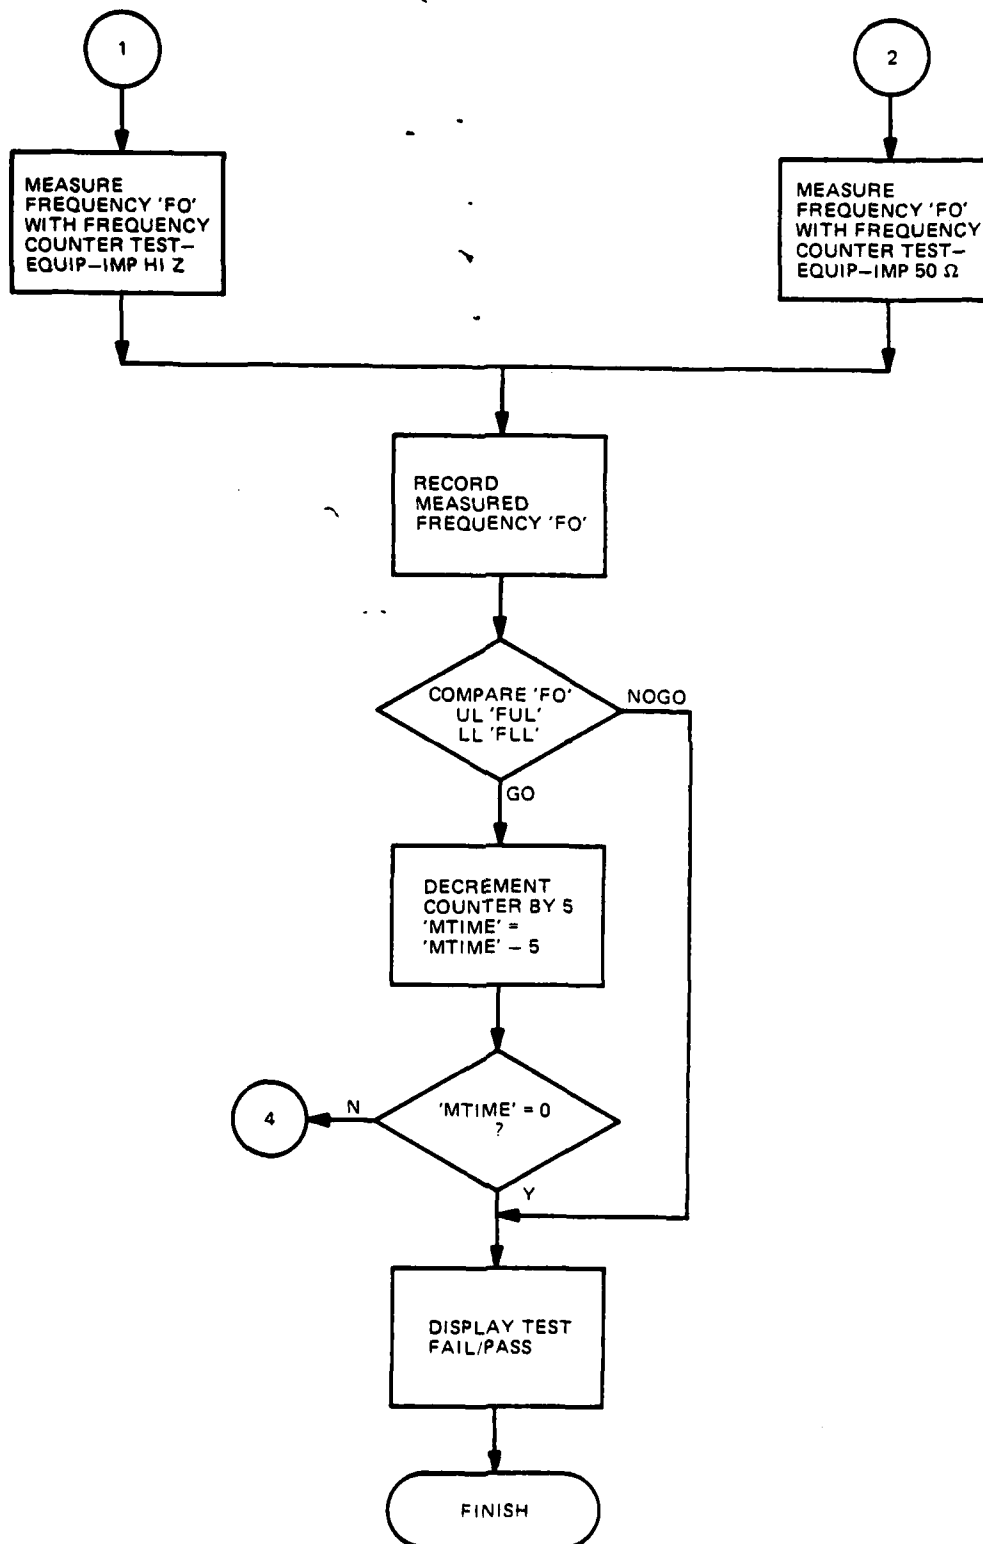 1
2
MEASURE
FREQUENCY 'FO'
WITH FREQUENCY
COUNTER TEST—
EQUIP—IMP HI Z
MEASURE
FREQUENCY 'FO'
WITH FREQUENCY
COUNTER TEST—
EQUIP—IMP 50 Ω
RECORD
MEASURED
FREQUENCY 'FO'
COMPARE 'FO'
UL 'FUL'
LL 'FLL'
NOGO
GO
DECREMENT
COUNTER BY 5
'MTIME' =
'MTIME' — 5
4
N
'MTIME' = 0
?
Y
DISPLAY TEST
FAIL/PASS
FINISH